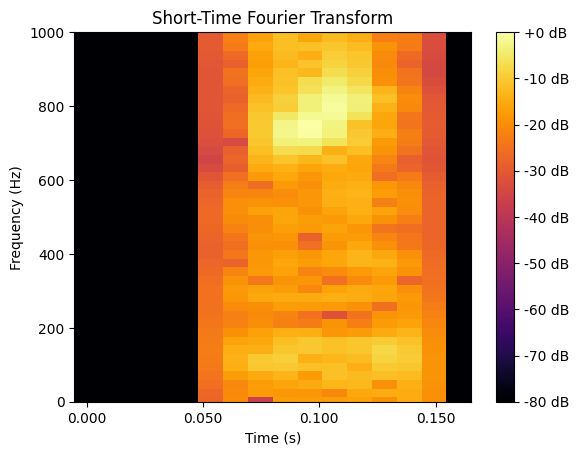 Short-Time Fourier Transform
1000
800
600
400
200
0
Frequency (Hz)
0.000
0.050
0.100
0.150
Time (s)
+0 dB
-10 dB
-20 dB
-30 dB
-40 dB
-50 dB
-60 dB
-70 dB
-80 dB